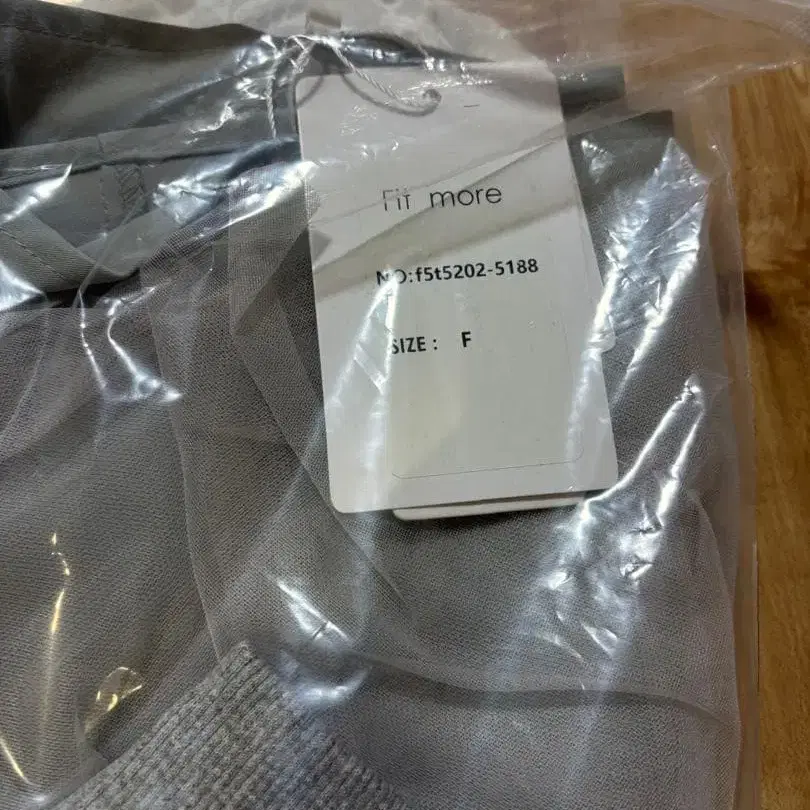 Fit more
NO:f5t5202-5188
SIZE : F